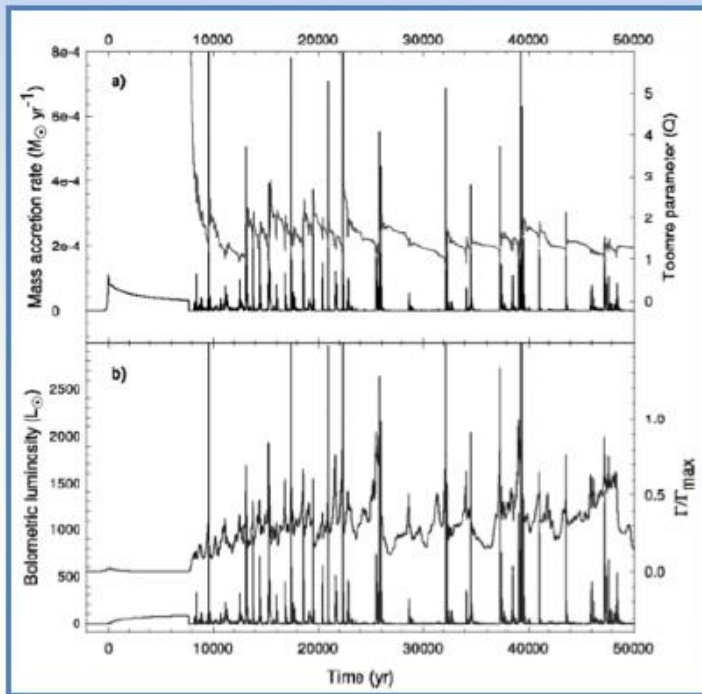 0 10000 20000 30000 40000 50000
8e-4
6e-4
4e-4
2e-4
0
Mass accretion rate (M⊙ yr⁻¹)
a)
5
4
3
2
1
0
Toomre parameter (Q)
2500
2000
1500
1000
500
0
Bolometric luminosity (L⊙)
b)
1.0
0.5
0.0
Γ/Γmax
0 10000 20000 30000 40000 50000
Time (yr)